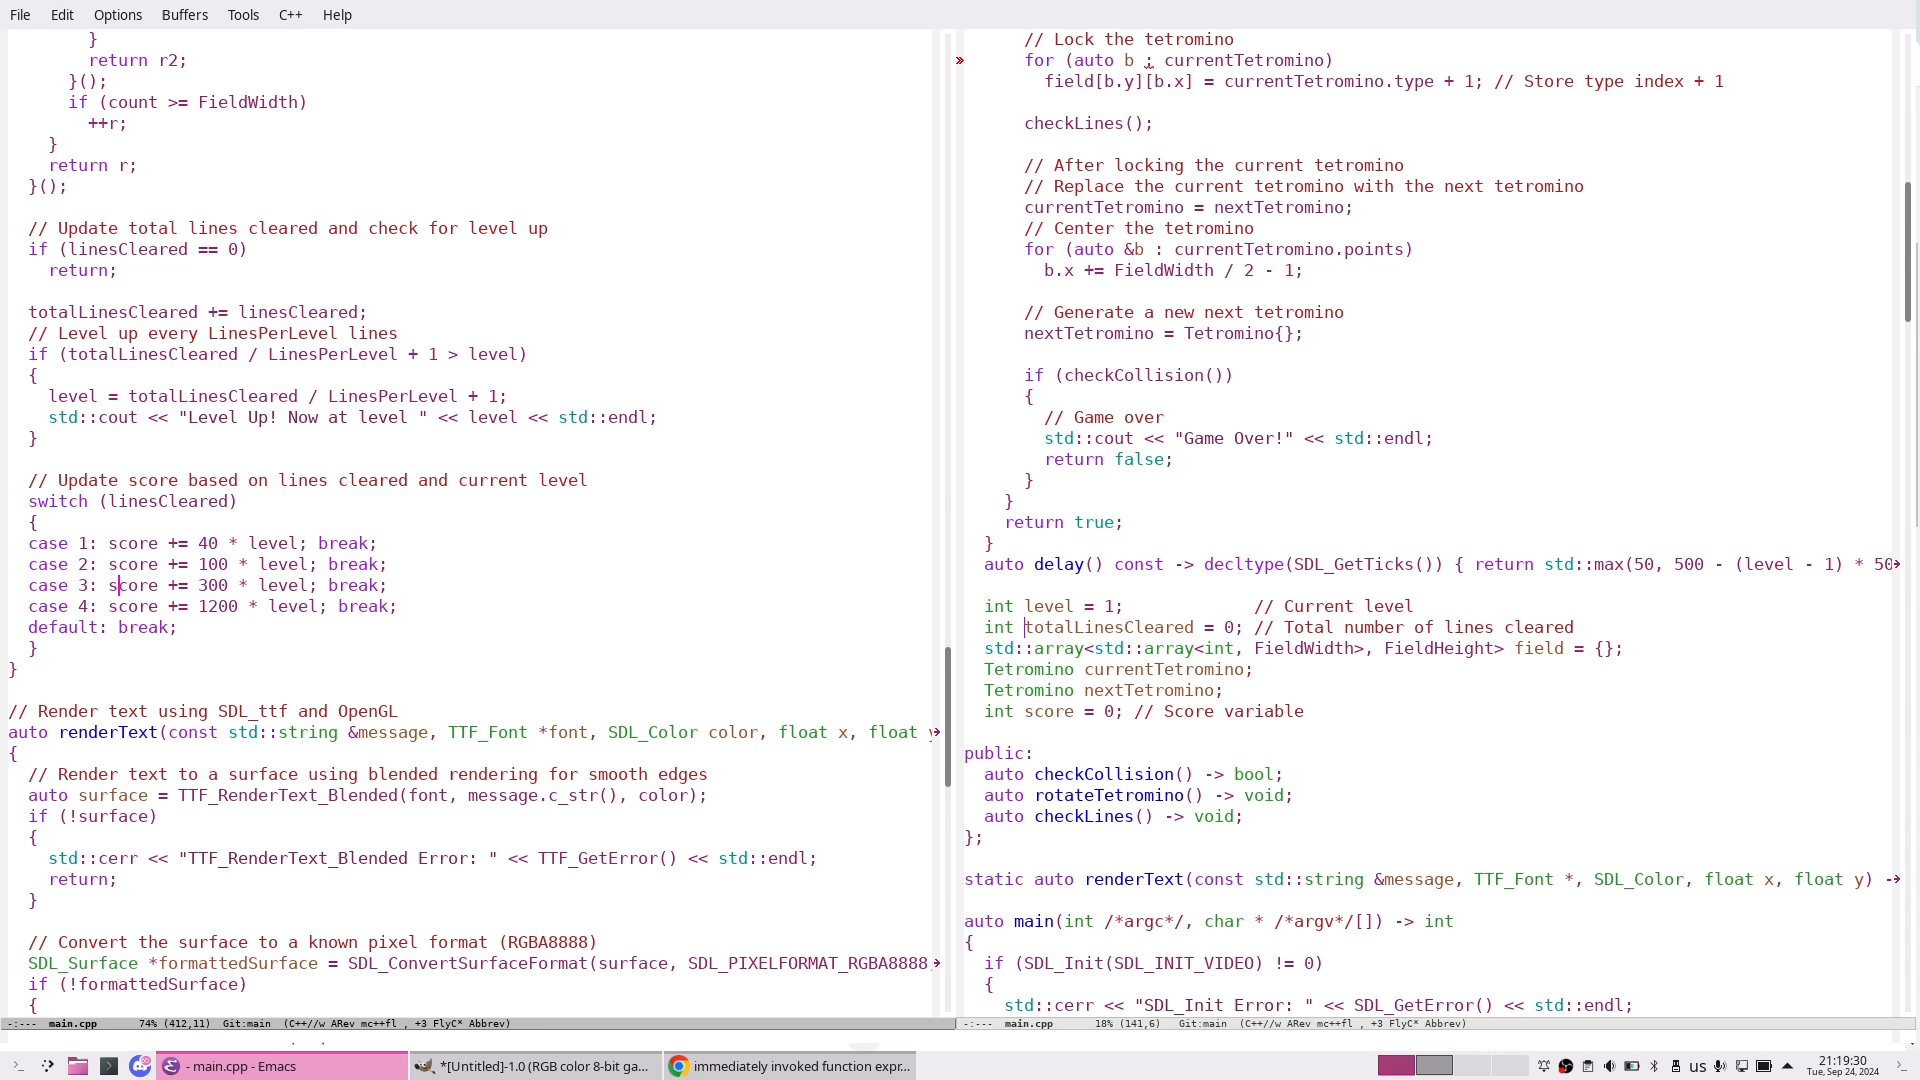 File Edit Options Buffers Tools C++ Help
}
return r2;
}();
if (count >= FieldWidth)
++r;
}
return r;
}();
// Update total lines cleared and check for level up
if (linesCleared == 0)
return;
totalLinesCleared += linesCleared;
// Level up every LinesPerLevel lines
if (totalLinesCleared / LinesPerLevel + 1 > level)
{
level = totalLinesCleared / LinesPerLevel + 1;
std::cout << "Level Up! Now at level " << level << std::endl;
}
// Update score based on lines cleared and current level
switch (linesCleared)
{
case 1: score += 40 * level; break;
case 2: score += 100 * level; break;
case 3: score += 300 * level; break;
case 4: score += 1200 * level; break;
default: break;
}
}
// Render text using SDL_ttf and OpenGL
auto renderText(const std::string &message, TTF_Font *font, SDL_Color color, float x, float y
{
// Render text to a surface using blended rendering for smooth edges
auto surface = TTF_RenderText_Blended(font, message.c_str(), color);
if (!surface)
{
std::cerr << "TTF_RenderText_Blended Error: " << TTF_GetError() << std::endl;
return;
}
// Convert the surface to a known pixel format (RGBA8888)
SDL_Surface *formattedSurface = SDL_ConvertSurfaceFormat(surface, SDL_PIXELFORMAT_RGBA8888,
if (!formattedSurface)
{
-:--- main.cpp 74% (412,11) Git:main (C++//w ARev mc++fl , +3 FlyC* Abbrev)
// Lock the tetromino
for (auto b : currentTetromino)
field[b.y][b.x] = currentTetromino.type + 1; // Store type index + 1
checkLines();
// After locking the current tetromino
// Replace the current tetromino with the next tetromino
currentTetromino = nextTetromino;
// Center the tetromino
for (auto &b : currentTetromino.points)
b.x += FieldWidth / 2 - 1;
// Generate a new next tetromino
nextTetromino = Tetromino{};
if (checkCollision())
{
// Game over
std::cout << "Game Over!" << std::endl;
return false;
}
}
return true;
}
auto delay() const -> decltype(SDL_GetTicks()) { return std::max(50, 500 - (level - 1) * 50
int level = 1; // Current level
int totalLinesCleared = 0; // Total number of lines cleared
std::array<std::array<int, FieldWidth>, FieldHeight> field = {};
Tetromino currentTetromino;
Tetromino nextTetromino;
int score = 0; // Score variable
public:
auto checkCollision() -> bool;
auto rotateTetromino() -> void;
auto checkLines() -> void;
};
static auto renderText(const std::string &message, TTF_Font *, SDL_Color, float x, float y) -
auto main(int /*argc*/, char * /*argv*/[]) -> int
{
if (SDL_Init(SDL_INIT_VIDEO) != 0)
{
std::cerr << "SDL_Init Error: " << SDL_GetError() << std::endl;
-:--- main.cpp 18% (141,6) Git:main (C++//w ARev mc++fl , +3 FlyC* Abbrev)
- main.cpp - Emacs
*[Untitled]-1.0 (RGB color 8-bit ga...
immediately invoked function expr...
us
21:19:30
Tue, Sep 24, 2024